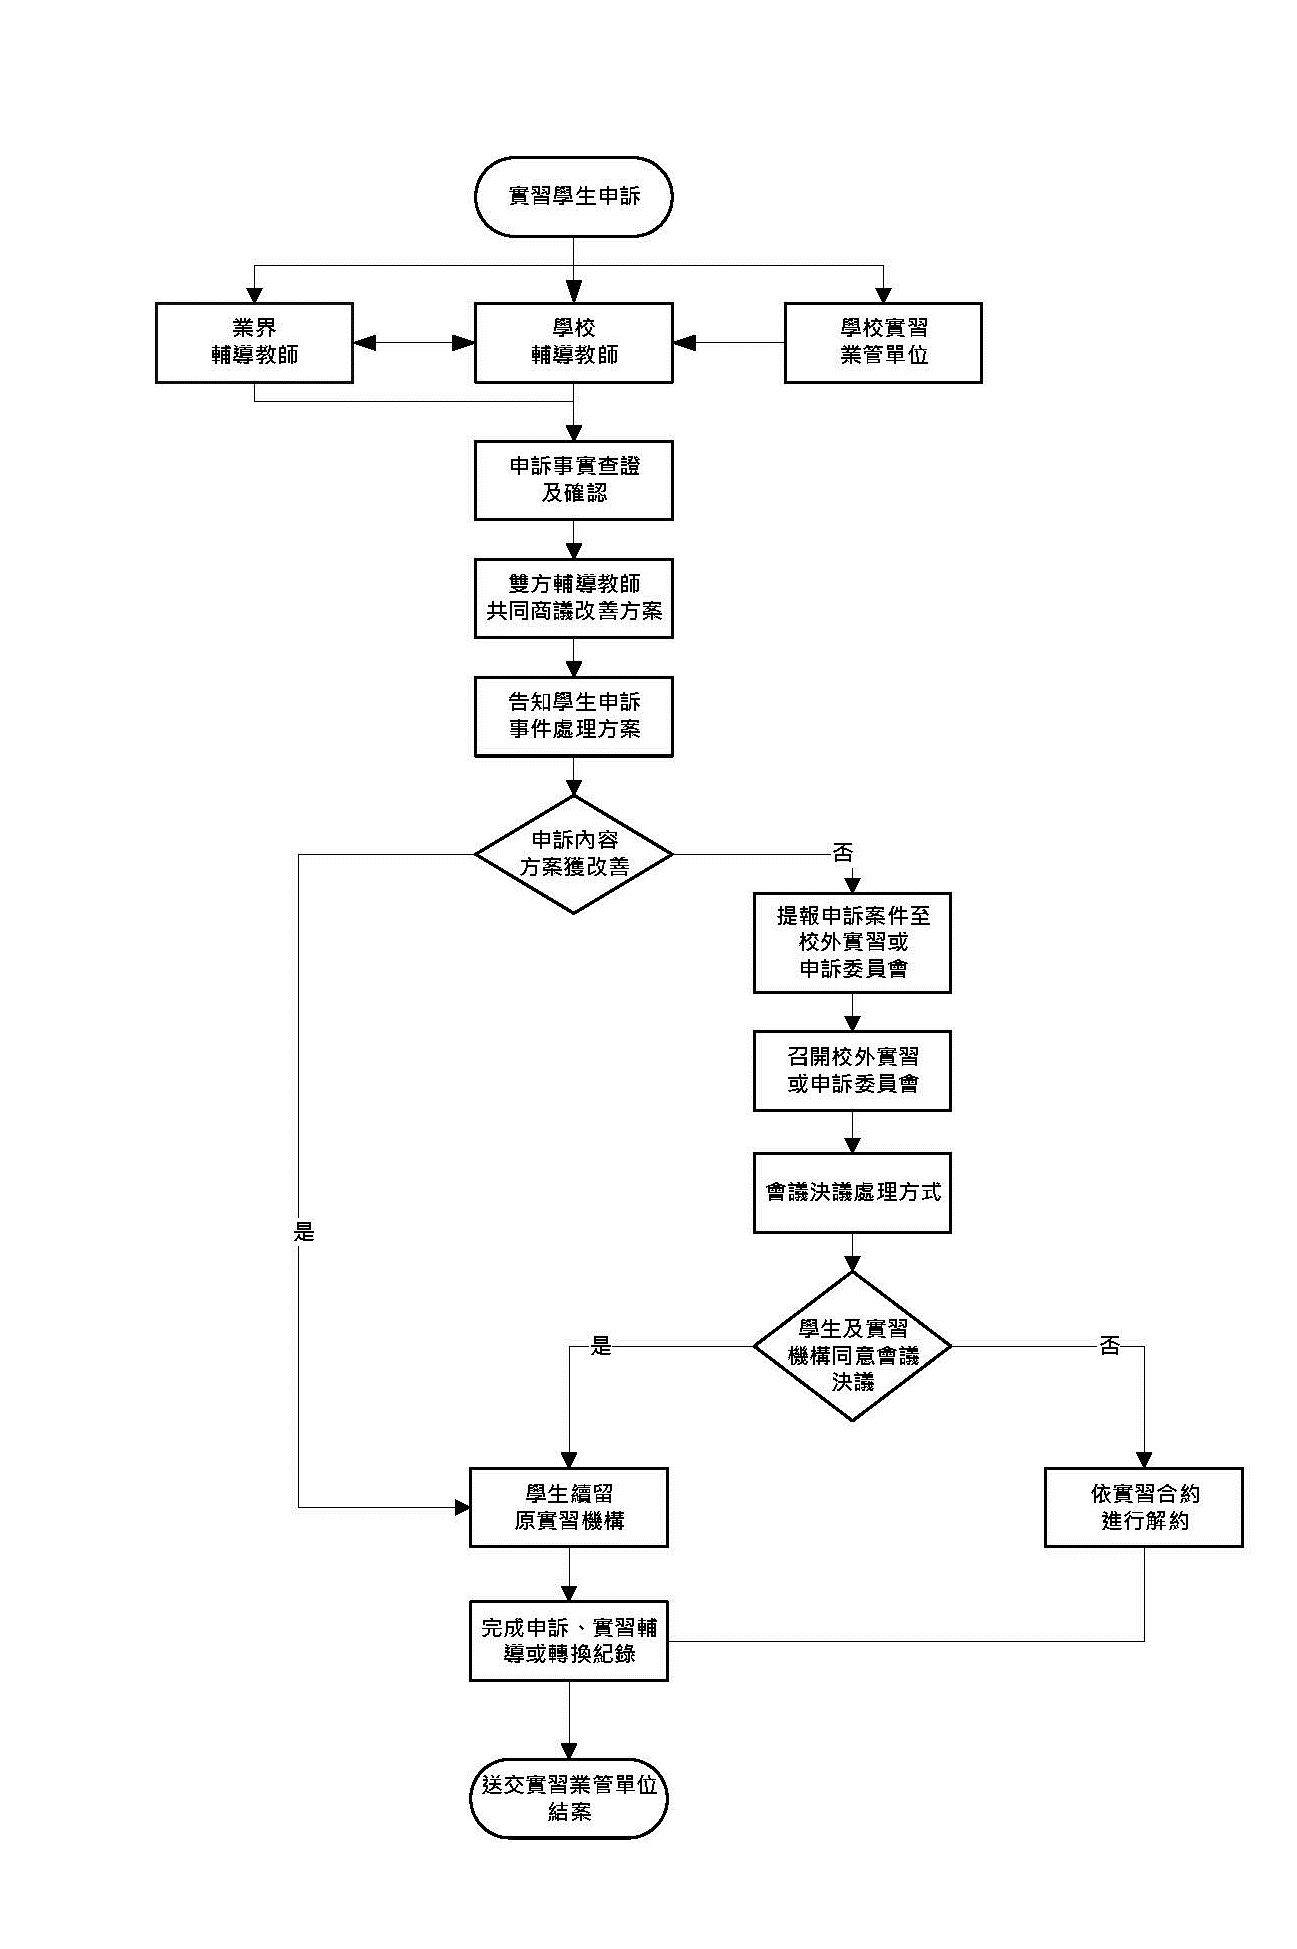 實習學生申訴
業界
輔導教師
學校
輔導教師
學校實習
業管單位
申訴事實查證
及確認
雙方輔導教師
共同商議改善方案
告知學生申訴
事件處理方案
申訴內容
方案獲改善
否
提報申訴案件至
校外實習或
申訴委員會
召開校外實習
或申訴委員會
會議決議處理方式
是
學生及實習
機構同意會議
決議
是
否
學生續留
原實習機構
依實習合約
進行解約
完成申訴、實習輔
導或轉換紀錄
送交實習業管單位
結案